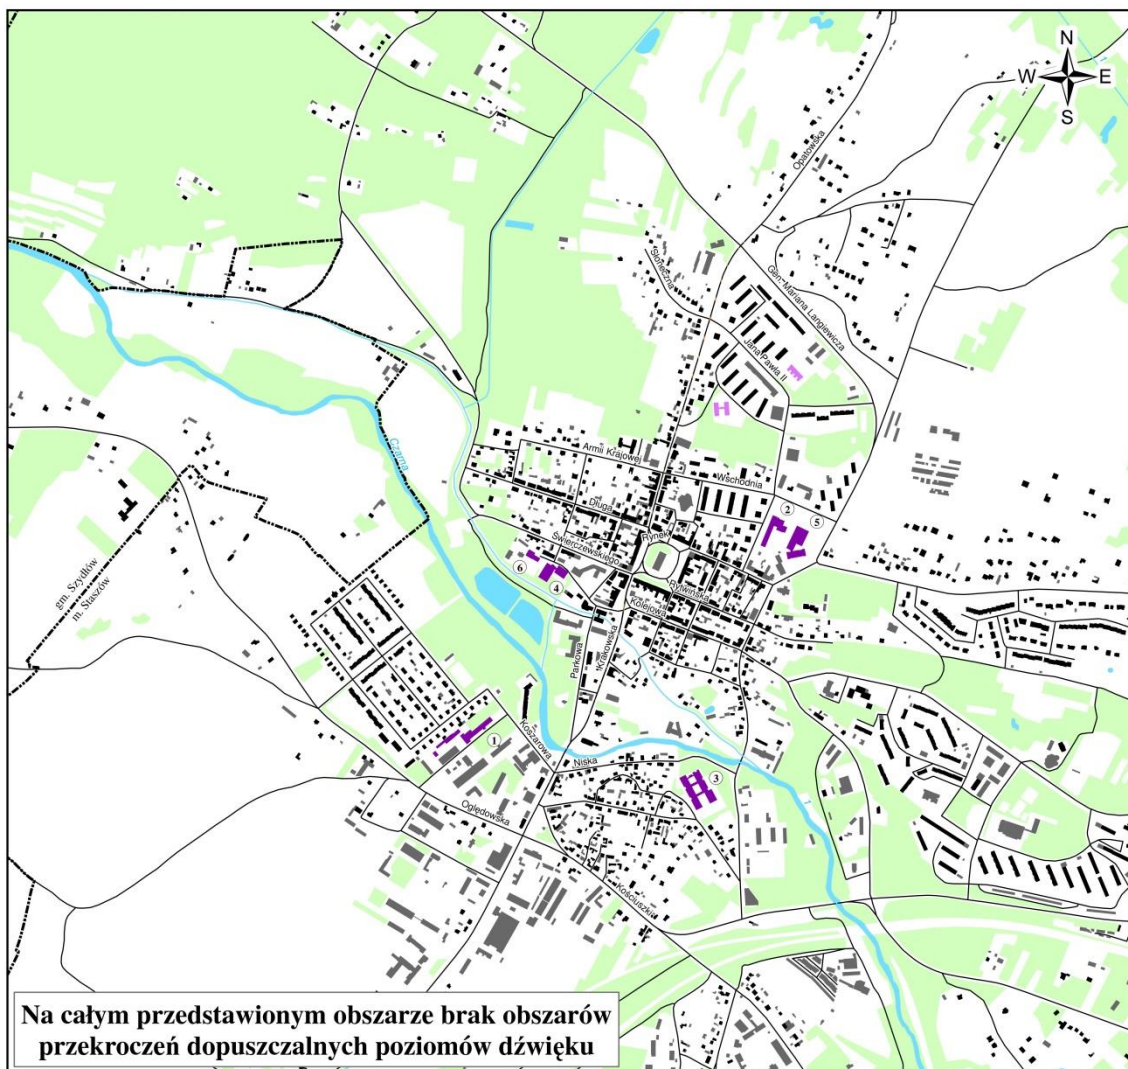 N
W E
S
Opatowska
Słoneczna
Gen. Mariana Langiewicza
Jana Pawła II
Czarna
Armii Krajowej
Wschodnia
Długa
2
5
Rynek
Świerczewskiego
6
4
Rytwińska
Kolejowa
gm. Szydłów
m. Staszów
Parkowa
Krakowska
1
Koszarowa
Niska
3
Oględowska
Kościuszki
Na całym przedstawionym obszarze brak obszarów
przekroczeń dopuszczalnych poziomów dźwięku